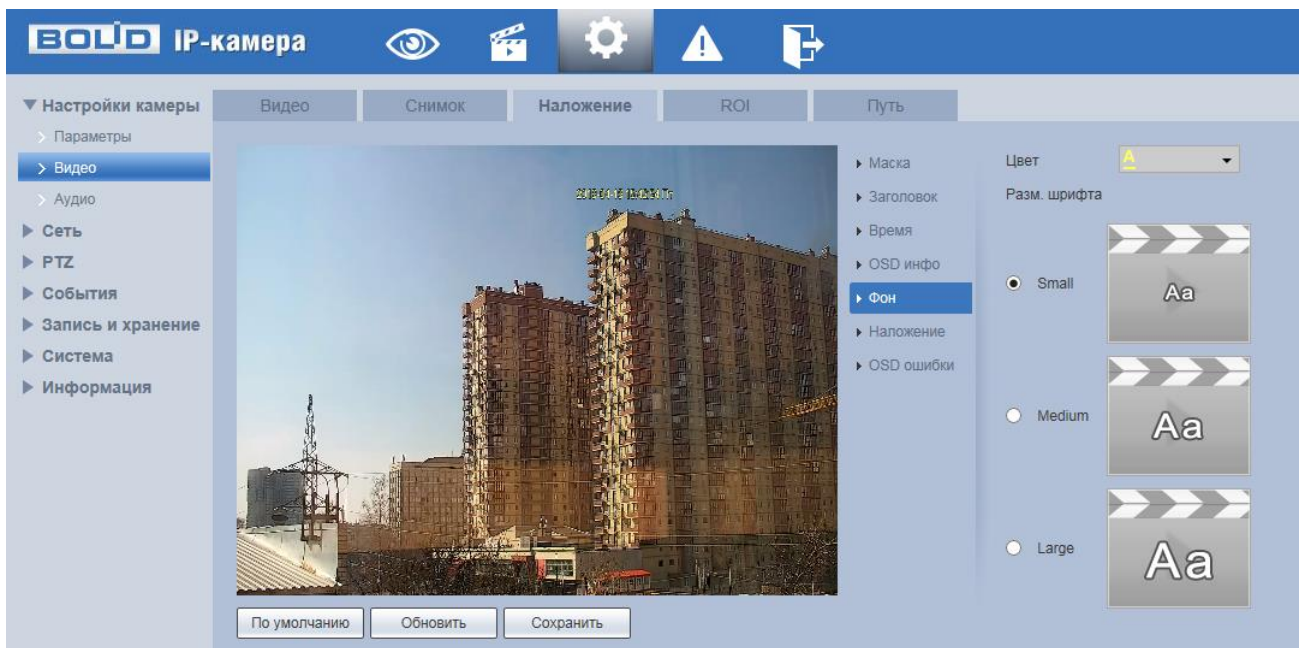 BOLID IP-камера
Настройки камеры
Параметры
Видео
Аудио
Сеть
PTZ
События
Запись и хранение
Система
Информация
Видео Снимок Наложение ROI Путь
Маска
Заголовок
Время
OSD инфо
Фон
Наложение
OSD ошибки
Цвет A
Разм. шрифта
Small Aa
Medium Aa
Large Aa
По умолчанию Обновить Сохранить